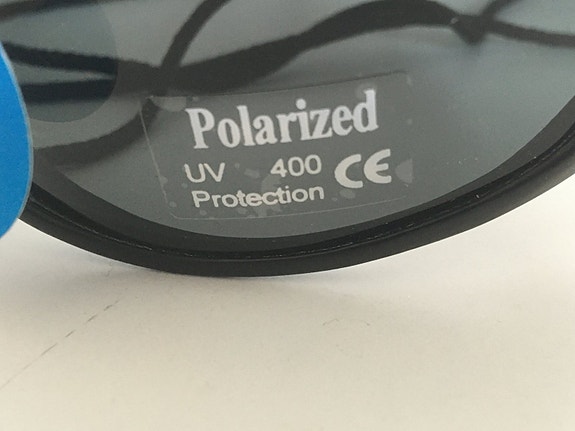 Polarized
UV 400 CE
Protection